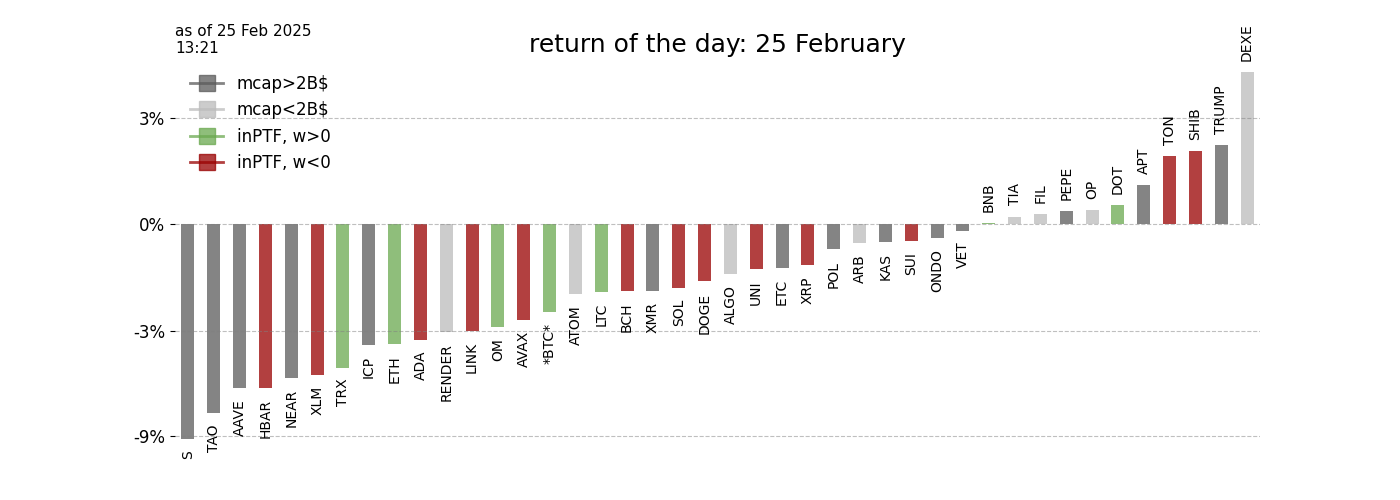 as of 25 Feb 2025
13:21
return of the day: 25 February
mcap>2B$
mcap<2B$
inPTF, w>0
inPTF, w<0
3%
0%
-3%
-9%
S
TAO
AAVE
HBAR
NEAR
XLM
TRX
ICP
ETH
ADA
RENDER
LINK
OM
AVAX
*BTC*
ATOM
LTC
BCH
XMR
SOL
DOGE
ALGO
UNI
ETC
XRP
POL
ARB
KAS
SUI
ONDO
VET
BNB
TIA
FIL
PEPE
OP
DOT
APT
TON
SHIB
TRUMP
DEXE